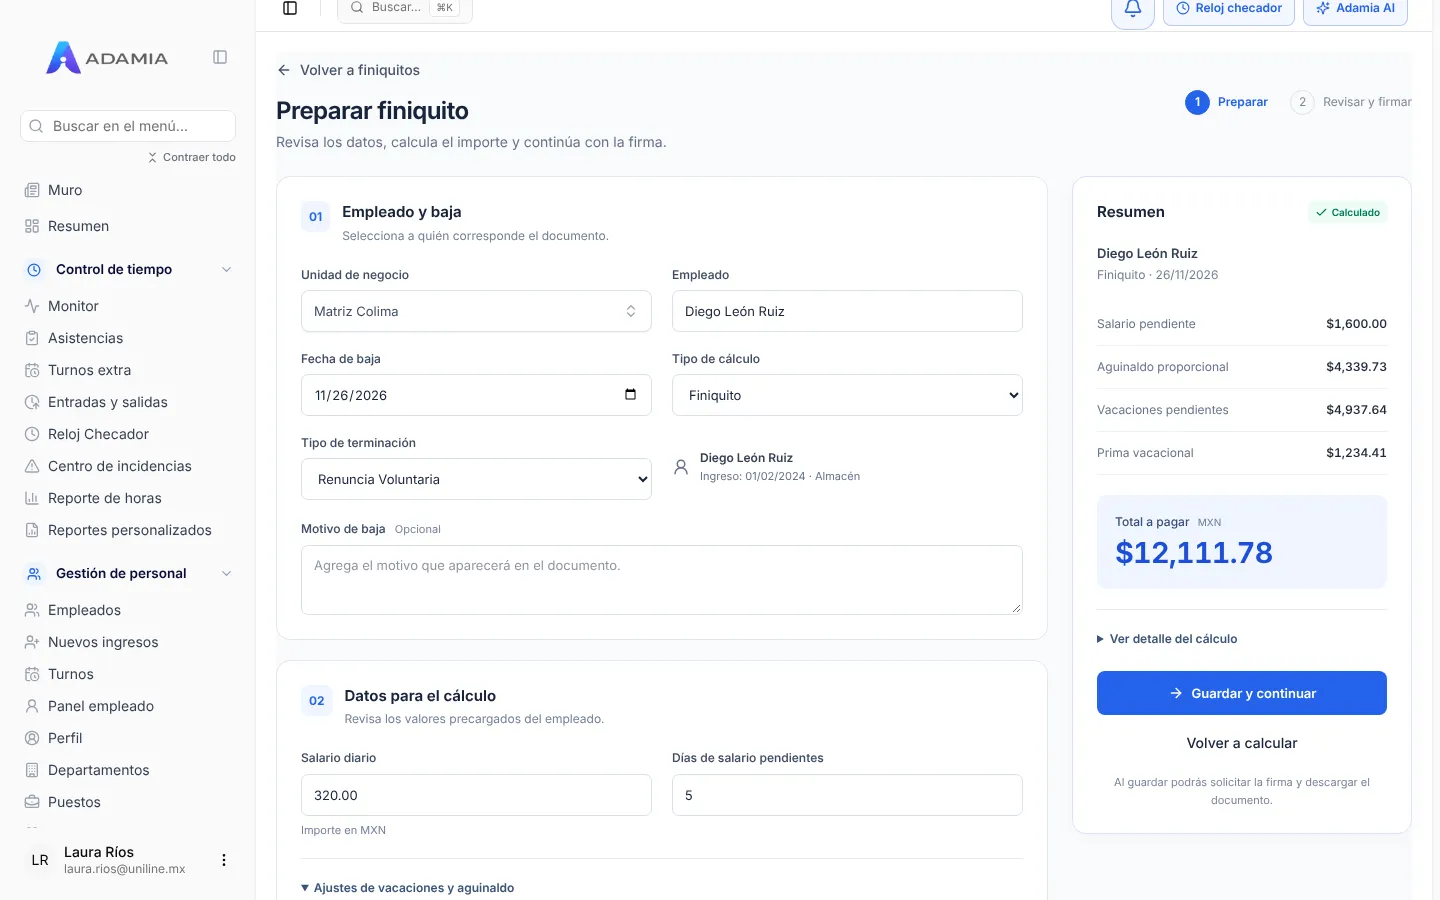 ADAMIA
Buscar en el menú...
Contraer todo
Muro
Resumen
Control de tiempo
Monitor
Asistencias
Turnos extra
Entradas y salidas
Reloj Checador
Centro de incidencias
Reporte de horas
Reportes personalizados
Gestión de personal
Empleados
Nuevos ingresos
Turnos
Panel empleado
Perfil
Departamentos
Puestos
LR
Laura Ríos
laura.rios@uniline.mx
Buscar... ⌘K
Reloj checador
Adamia AI
Volver a finiquitos
Preparar finiquito
Revisa los datos, calcula el importe y continúa con la firma.
1 Preparar
2 Revisar y firmar
01 Empleado y baja
Selecciona a quién corresponde el documento.
Unidad de negocio
Matriz Colima
Empleado
Diego León Ruiz
Fecha de baja
11/26/2026
Tipo de cálculo
Finiquito
Tipo de terminación
Renuncia Voluntaria
Diego León Ruiz
Ingreso: 01/02/2024 · Almacén
Motivo de baja Opcional
Agrega el motivo que aparecerá en el documento.
02 Datos para el cálculo
Revisa los valores precargados del empleado.
Salario diario
320.00
Importe en MXN
Días de salario pendientes
5
Ajustes de vacaciones y aguinaldo
Resumen
Calculado
Diego León Ruiz
Finiquito · 26/11/2026
Salario pendiente $1,600.00
Aguinaldo proporcional $4,339.73
Vacaciones pendientes $4,937.64
Prima vacacional $1,234.41
Total a pagar MXN
$12,111.78
Ver detalle del cálculo
Guardar y continuar
Volver a calcular
Al guardar podrás solicitar la firma y descargar el
documento.